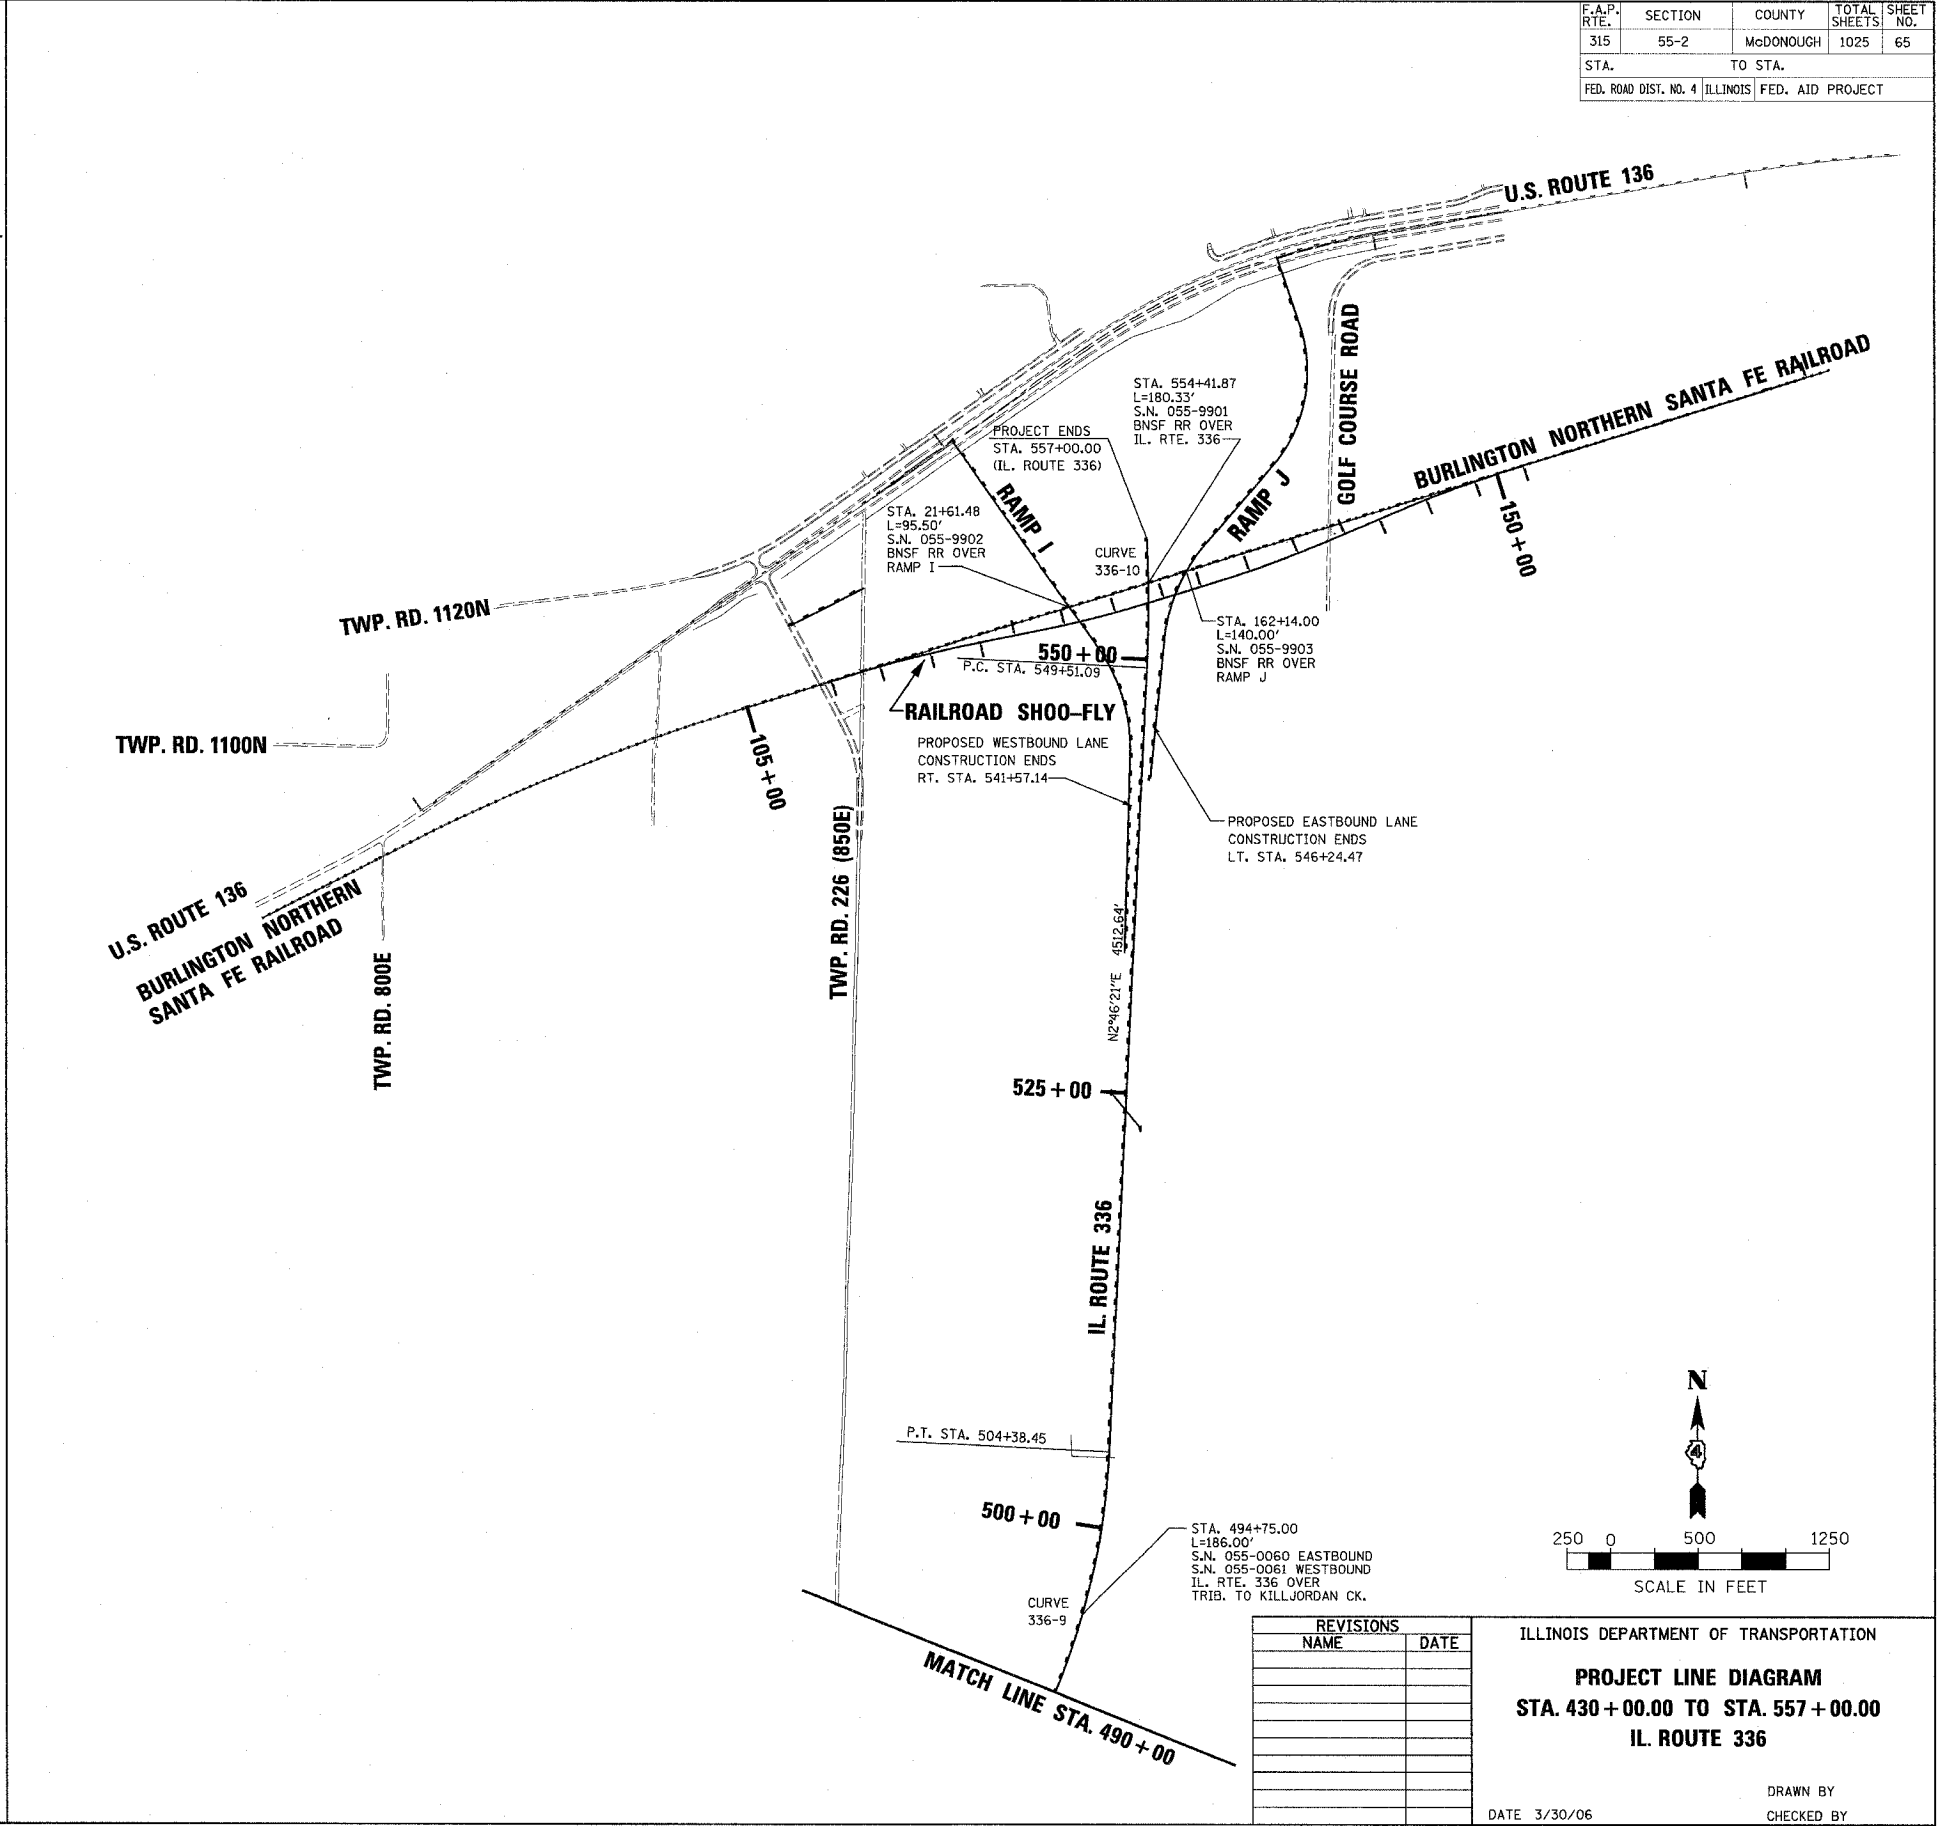 F.A.P. RTE. SECTION COUNTY TOTAL SHEETS SHEET NO.
315 55-2 McDONOUGH 1025 65
STA. TO STA.
FED. ROAD DIST. NO. 4 ILLINOIS FED. AID PROJECT
U.S. ROUTE 136
GOLF COURSE ROAD
BURLINGTON NORTHERN SANTA FE RAILROAD
150+00
STA. 554+41.87
L=180.33'
S.N. 055-9901
BNSF RR OVER
IL. RTE. 336
PROJECT ENDS
STA. 557+00.00
(IL. ROUTE 336)
RAMP I
RAMP J
STA. 21+61.48
L=95.50'
S.N. 055-9902
BNSF RR OVER
RAMP I
CURVE
336-10
TWP. RD. 1120N
STA. 162+14.00
L=140.00'
S.N. 055-9903
BNSF RR OVER
RAMP J
550+00
P.C. STA. 549+51.09
RAILROAD SHOO-FLY
TWP. RD. 1100N
105+00
PROPOSED WESTBOUND LANE
CONSTRUCTION ENDS
RT. STA. 541+57.14
PROPOSED EASTBOUND LANE
CONSTRUCTION ENDS
LT. STA. 546+24.47
TWP. RD. 226 (850E)
U.S. ROUTE 136
BURLINGTON NORTHERN
SANTA FE RAILROAD
TWP. RD. 800E
N2°46'21"E 4512.64'
525+00
IL. ROUTE 336
P.T. STA. 504+38.45
500+00
STA. 494+75.00
L=186.00'
S.N. 055-0060 EASTBOUND
S.N. 055-0061 WESTBOUND
IL. RTE. 336 OVER
TRIB. TO KILLJORDAN CK.
CURVE
336-9
MATCH LINE STA. 490+00
N
4
250 0 500 1250
SCALE IN FEET
REVISIONS
NAME DATE
ILLINOIS DEPARTMENT OF TRANSPORTATION
PROJECT LINE DIAGRAM
STA. 430+00.00 TO STA. 557+00.00
IL. ROUTE 336
DRAWN BY
DATE 3/30/06
CHECKED BY